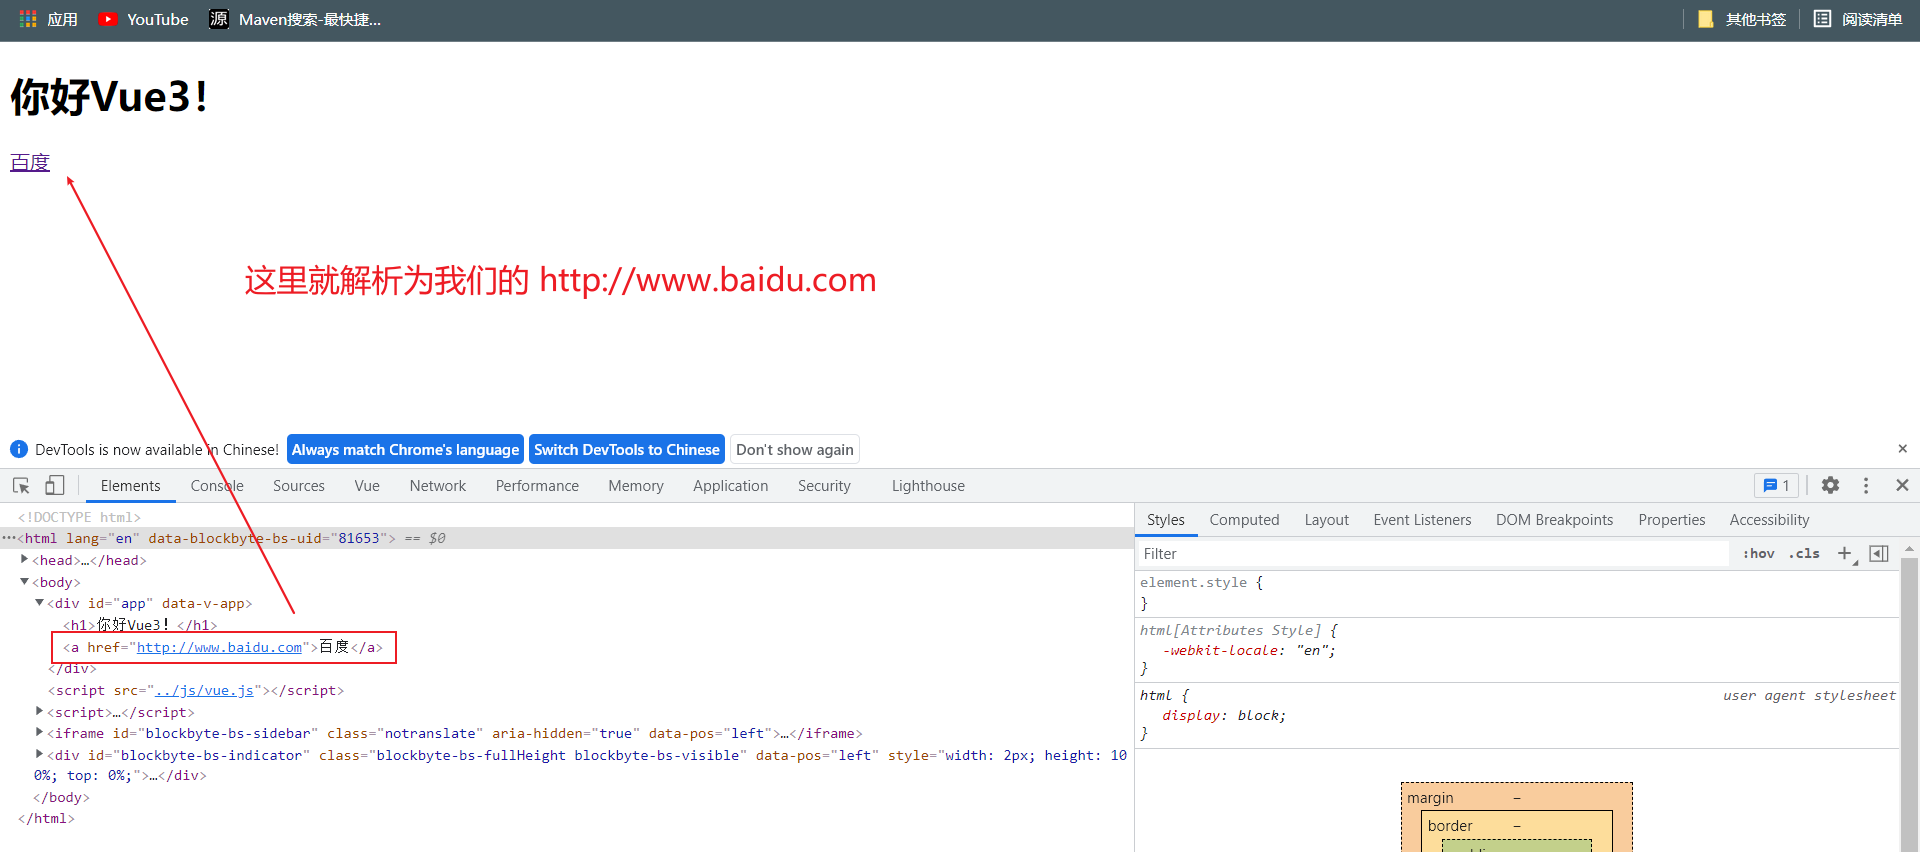 应用 YouTube 源 Maven搜索-最快捷... 其他书签 阅读清单
你好Vue3！
百度
这里就解析为我们的 http://www.baidu.com
DevTools is now available in Chinese! Always match Chrome's language Switch DevTools to Chinese Don't show again ×
Elements Console Sources Vue Network Performance Memory Application Security Lighthouse 1
<!DOCTYPE html>
···<html lang="en" data-blockbyte-bs-uid="81653"> == $0
<head>…</head>
<body>
<div id="app" data-v-app>
<h1>你好Vue3！</h1>
<a href="http://www.baidu.com">百度</a>
</div>
<script src="../js/vue.js"></script>
<script>…</script>
<iframe id="blockbyte-bs-sidebar" class="notranslate" aria-hidden="true" data-pos="left">…</iframe>
<div id="blockbyte-bs-indicator" class="blockbyte-bs-fullHeight blockbyte-bs-visible" data-pos="left" style="width: 2px; height: 10
0%; top: 0%;">…</div>
</body>
</html>
Styles Computed Layout Event Listeners DOM Breakpoints Properties Accessibility
Filter :hov .cls +
element.style {
}
html[Attributes Style] {
-webkit-locale: "en";
}
html { user agent stylesheet
display: block;
}
margin –
border –